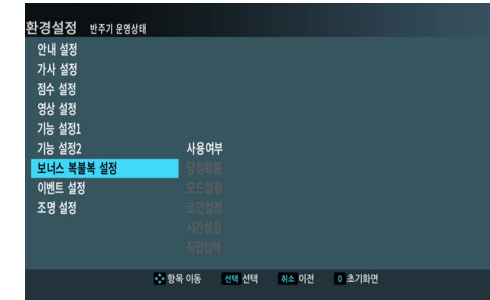 환경설정 반주기 운영상태
안내 설정
가사 설정
점수 설정
영상 설정
기능 설정1
기능 설정2
보너스 복불복 설정
이벤트 설정
조명 설정
사용여부
당첨확률
모드설정
코인설정
시간설정
직접입력
항목 이동 선택 선택 취소 이전 0 초기화면